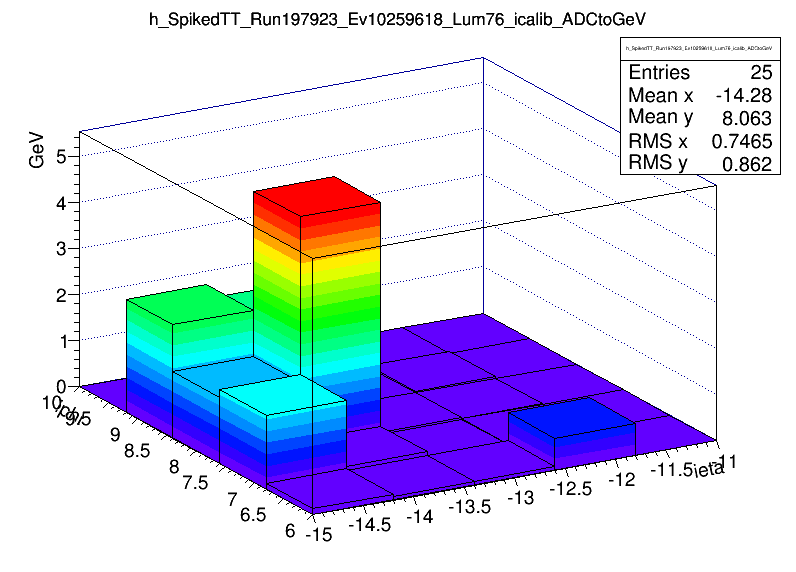 h_SpikedTT_Run197923_Ev10259618_Lum76_icalib_ADCtoGeV
h_SpikedTT_Run197923_Ev10259618_Lum76_icalib_ADCtoGeV
Entries 25
Mean x -14.28
Mean y 8.063
RMS x 0.7465
RMS y 0.862
GeV
5
4
3
2
1
0
10
iphi
9.5
9
8.5
8
7.5
7
6.5
6
-15
-14.5
-14
-13.5
-13
-12.5
-12
-11.5
ieta
-11